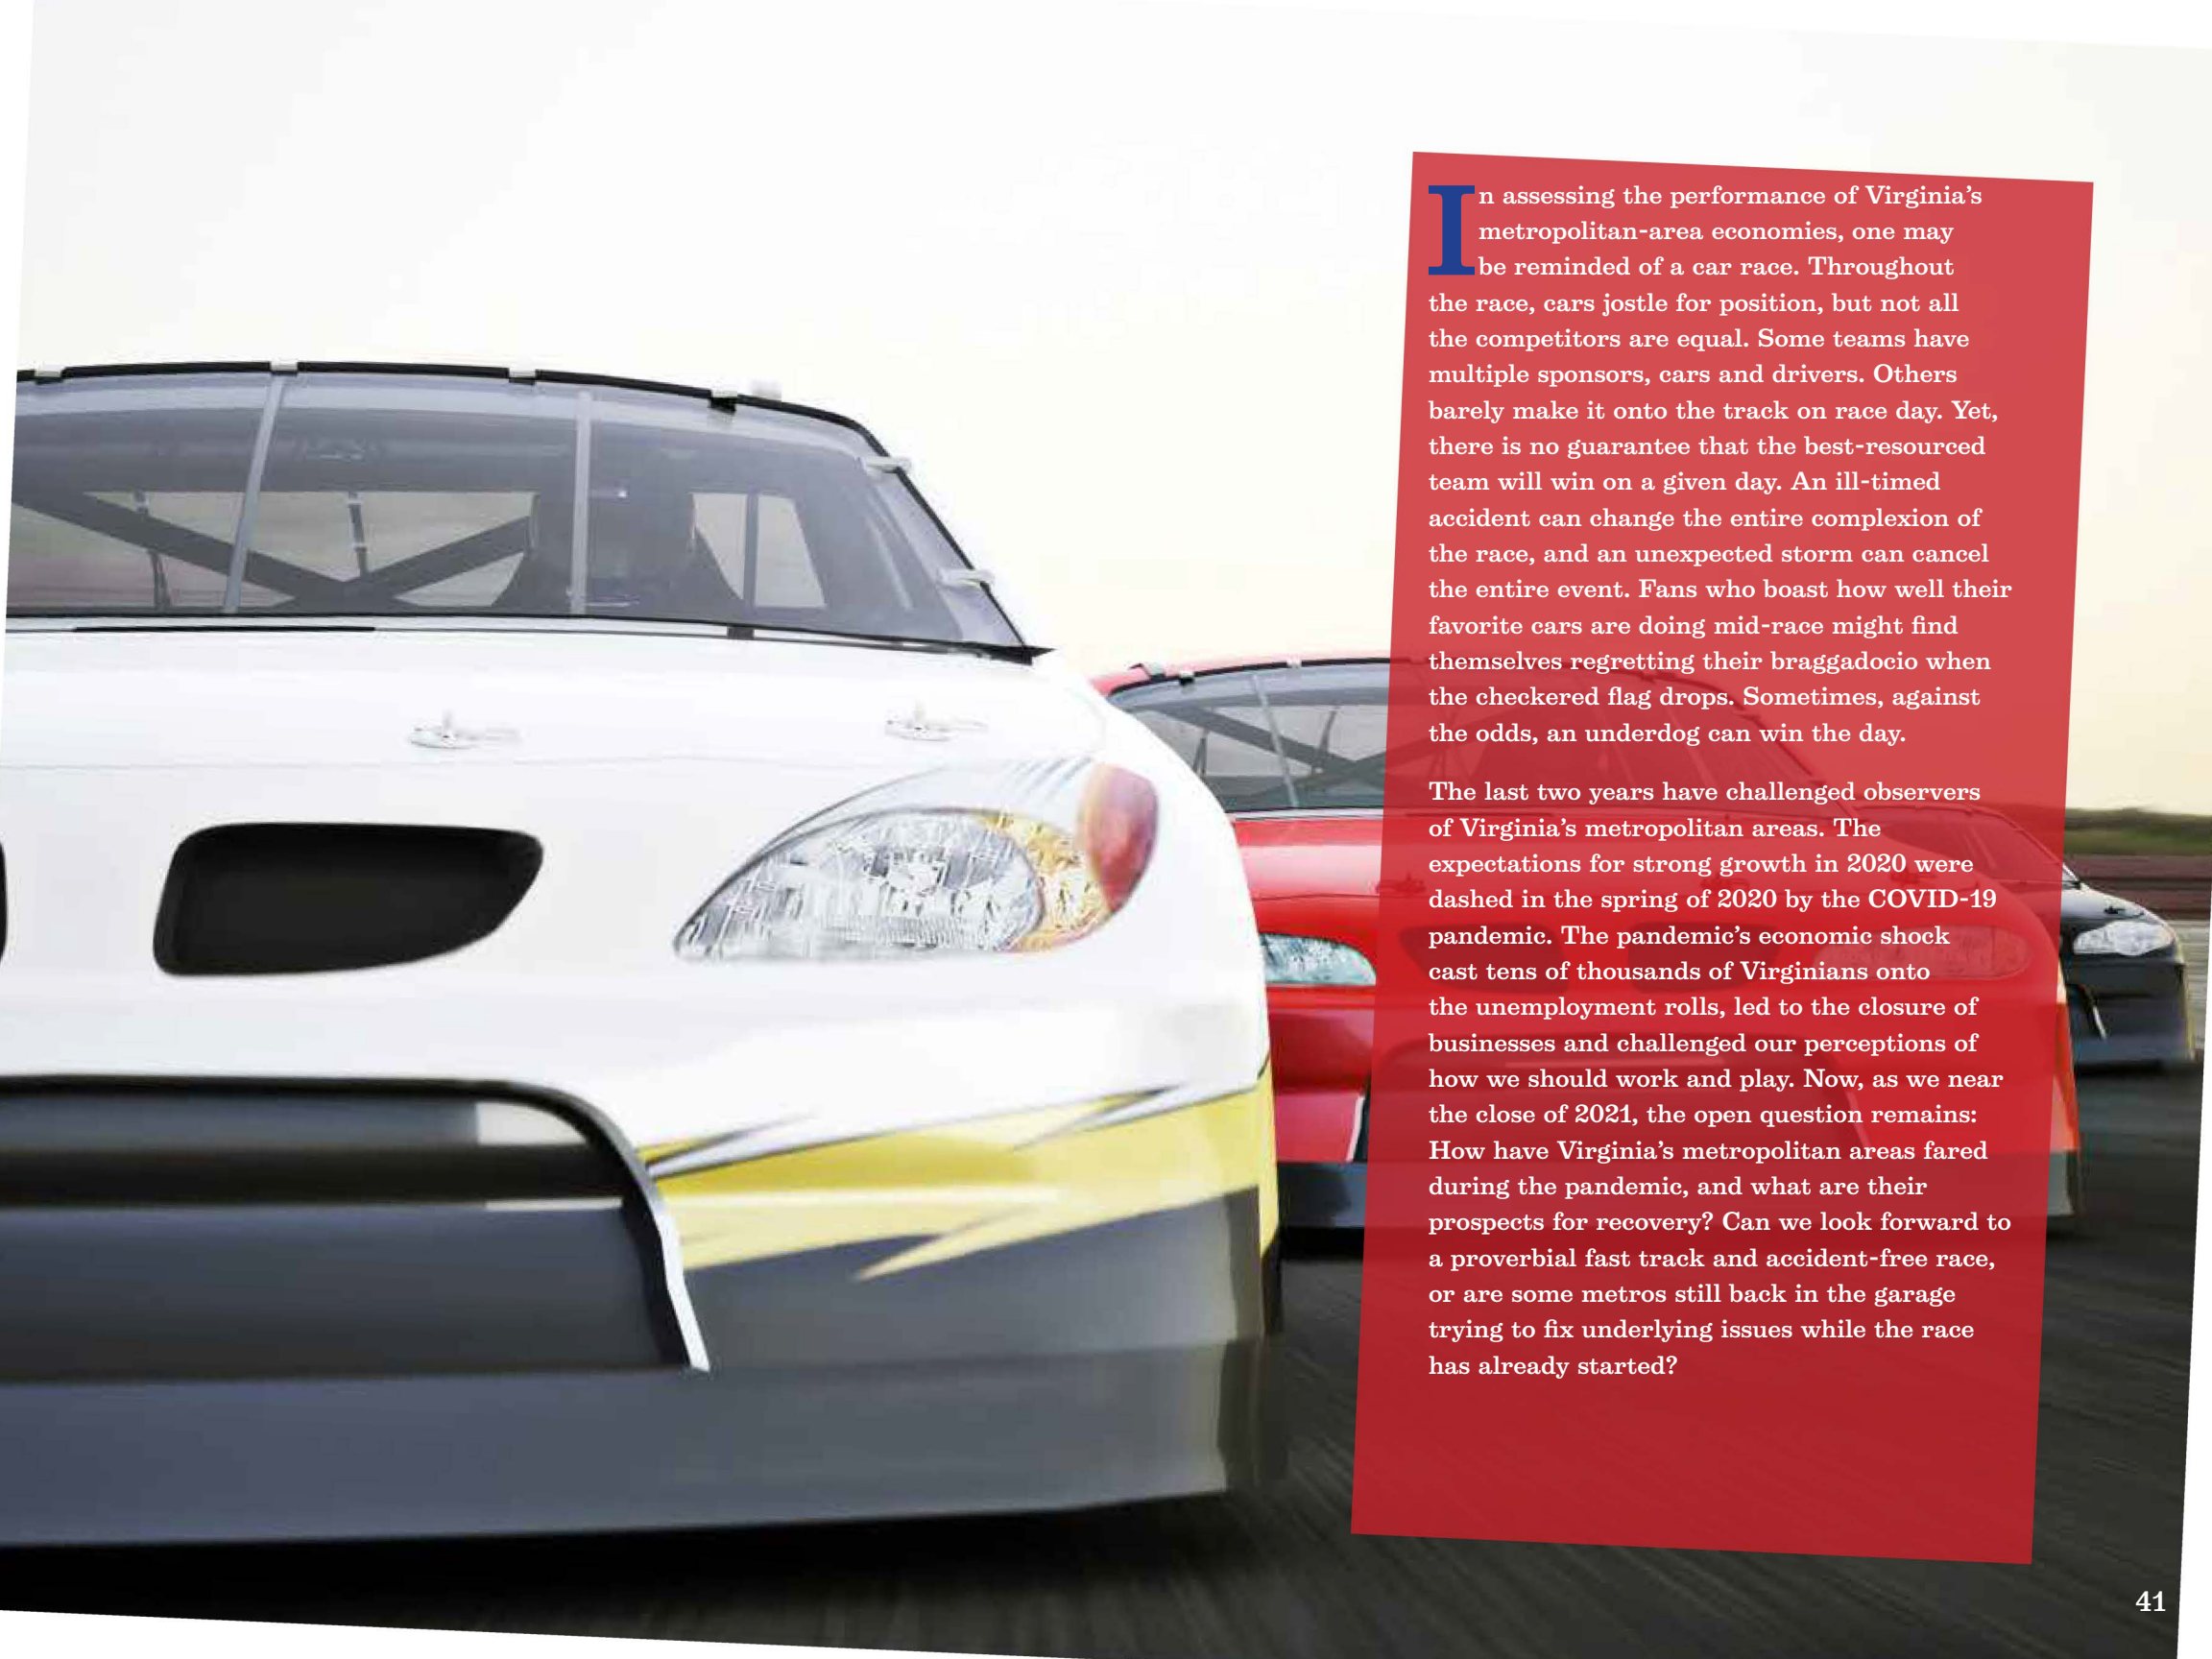 In assessing the performance of Virginia's
metropolitan-area economies, one may
be reminded of a car race. Throughout
the race, cars jostle for position, but not all
the competitors are equal. Some teams have
multiple sponsors, cars and drivers. Others
barely make it onto the track on race day. Yet,
there is no guarantee that the best-resourced
team will win on a given day. An ill-timed
accident can change the entire complexion of
the race, and an unexpected storm can cancel
the entire event. Fans who boast how well their
favorite cars are doing mid-race might find
themselves regretting their braggadocio when
the checkered flag drops. Sometimes, against
the odds, an underdog can win the day.
The last two years have challenged observers
of Virginia's metropolitan areas. The
expectations for strong growth in 2020 were
dashed in the spring of 2020 by the COVID-19
pandemic. The pandemic's economic shock
cast tens of thousands of Virginians onto
the unemployment rolls, led to the closure of
businesses and challenged our perceptions of
how we should work and play. Now, as we near
the close of 2021, the open question remains:
How have Virginia's metropolitan areas fared
during the pandemic, and what are their
prospects for recovery? Can we look forward to
a proverbial fast track and accident-free race,
or are some metros still back in the garage
trying to fix underlying issues while the race
has already started?
41